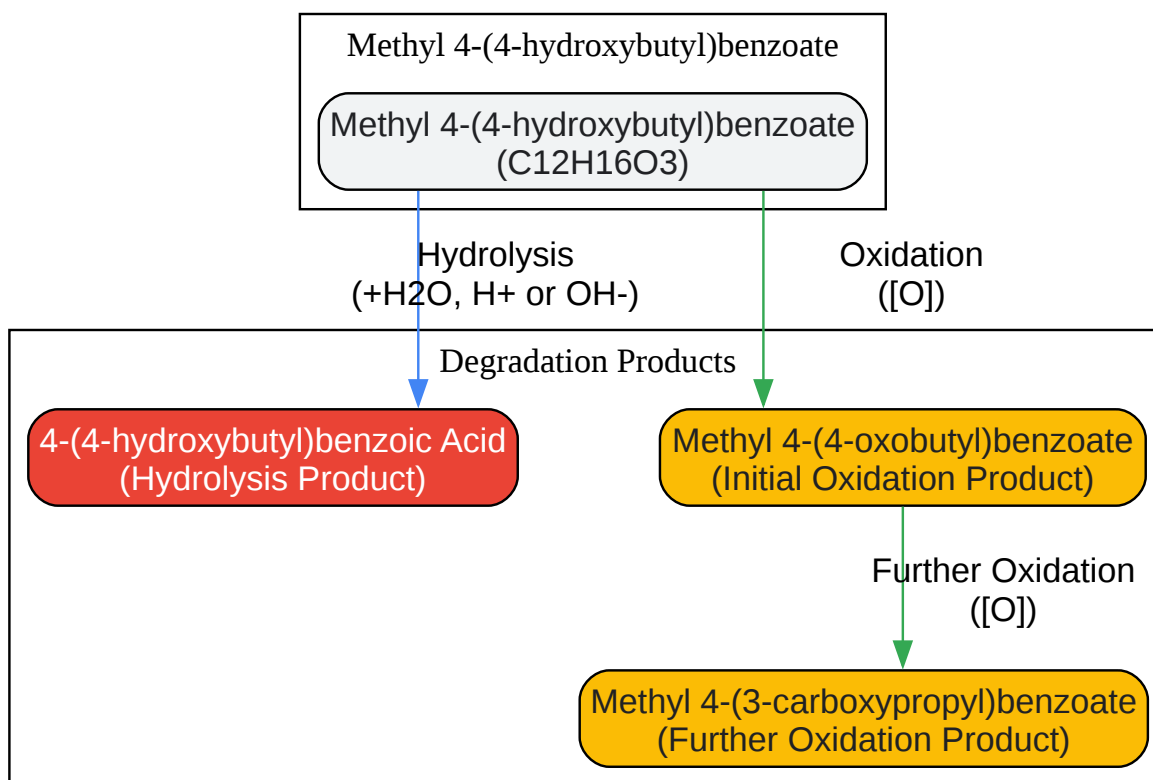 Methyl 4-(4-hydroxybutyl)benzoate
Methyl 4-(4-hydroxybutyl)benzoate
(C12H16O3)
Hydrolysis
(+H2O, H+ or OH-)
Oxidation
([O])
Degradation Products
4-(4-hydroxybutyl)benzoic Acid
(Hydrolysis Product)
Methyl 4-(4-oxobutyl)benzoate
(Initial Oxidation Product)
Further Oxidation
([O])
Methyl 4-(3-carboxypropyl)benzoate
(Further Oxidation Product)